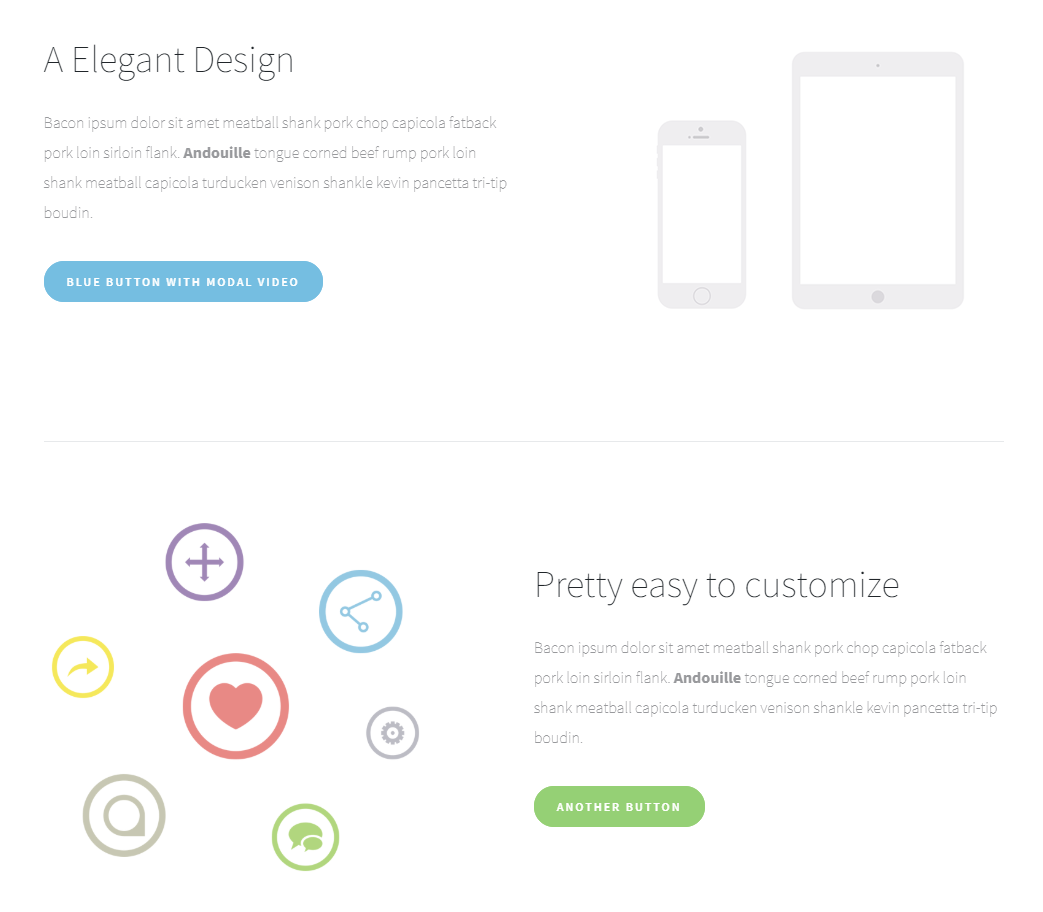 A Elegant Design
Bacon ipsum dolor sit amet meatball shank pork chop capicola fatback
pork loin sirloin flank. Andouille tongue corned beef rump pork loin
shank meatball capicola turducken venison shankle kevin pancetta tri-tip
boudin.
BLUE BUTTON WITH MODAL VIDEO
Pretty easy to customize
Bacon ipsum dolor sit amet meatball shank pork chop capicola fatback
pork loin sirloin flank. Andouille tongue corned beef rump pork loin
shank meatball capicola turducken venison shankle kevin pancetta tri-tip
boudin.
ANOTHER BUTTON